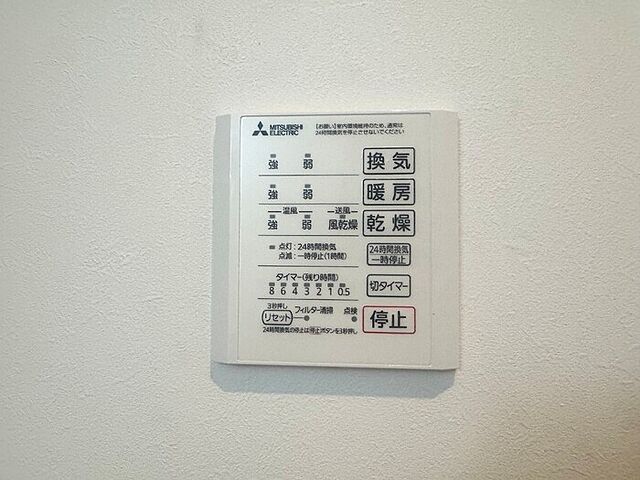 MITSUBISHI
ELECTRIC
【お願い】室内環境維持のため、通常は
24時間換気を停止させないでください
強 弱 換気
強 弱 暖房
温風 送風
強 弱 風乾燥 乾燥
点灯:24時間換気
点滅:一時停止(1時間)
24時間換気
一時停止
タイマー(残り時間)
8 6 4 3 2 1 0.5
切タイマー
3秒押し
リセット フィルター清掃 点検
停止
24時間換気の停止は停止ボタンを3秒押し